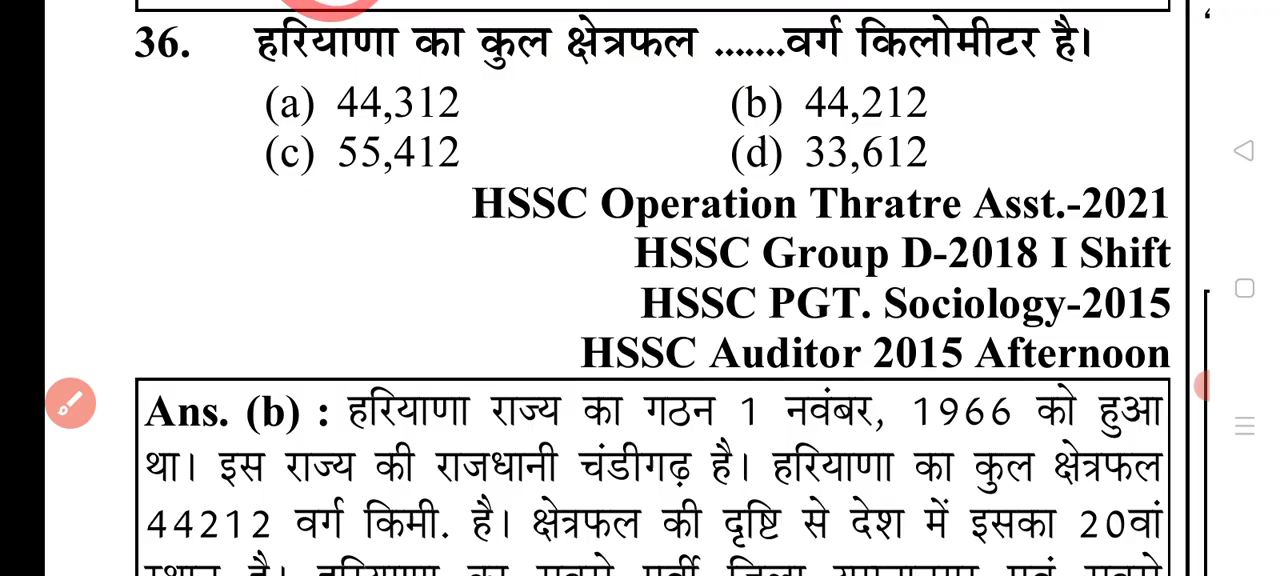 36. हरियाणा का कुल क्षेत्रफल .......वर्ग किलोमीटर है।
(a) 44,312 (b) 44,212
(c) 55,412 (d) 33,612
HSSC Operation Thratre Asst.-2021
HSSC Group D-2018 I Shift
HSSC PGT. Sociology-2015
HSSC Auditor 2015 Afternoon
Ans. (b) : हरियाणा राज्य का गठन 1 नवंबर, 1966 को हुआ
था। इस राज्य की राजधानी चंडीगढ़ है। हरियाणा का कुल क्षेत्रफल
44212 वर्ग किमी. है। क्षेत्रफल की दृष्टि से देश में इसका 20वां